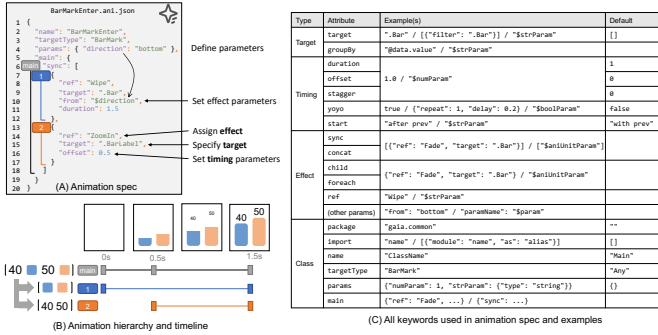 BarMarkEnter.ani.json
1 {
2 "name": "BarMarkEnter",
3 "targetType": "BarMark",
4 "params": { "direction": "bottom" },
5 "main": {
6 main "sync": [
7 1 {
8 "ref": "Wipe",
9 "target": ".Bar",
10 "from": "$direction",
11 "duration": 1.5
12 },
13 2 {
14 "ref": "ZoomIn",
15 "target": ".BarLabel",
16 "offset": 0.5
17 }
18 ]
19 }
20 }
Define parameters
Set effect parameters
Assign effect
Specify target
Set timing parameters
(A) Animation spec
40 50
40 50
0s 0.5s 1.5s
40 50 main
1
40 50 2
(B) Animation hierarchy and timeline
Type Attribute Example(s) Default
Target target ".Bar" / [{"filter": ".Bar"}] / "$strParam" []
groupBy "@data.value" / "$strParam"
Timing duration 1.0 / "$numParam" 1
offset 0
stagger 0
yoyo true / {"repeat": 1, "delay": 0.2} / "$boolParam" false
start "after prev" / "$strParam" "with prev"
Effect sync [{"ref": "Fade", "target": ".Bar"}] / ["$aniUnitParam"]
concat
child {"ref": "Fade", "target": ".Bar"} / "$aniUnitParam"
foreach
ref "Wipe" / "$strParam"
(other params) "from": "bottom" / "paramName": "$param"
Class package "gaia.common" ""
import "name" / [{"module": "name", "as": "alias"}] []
name "ClassName" "Main"
targetType "BarMark" "Any"
params {"numParam": 1, "strParam": {"type": "string"}} {}
main {"ref": "Fade", ...} / {"sync": ...}
(C) All keywords used in animation spec and examples